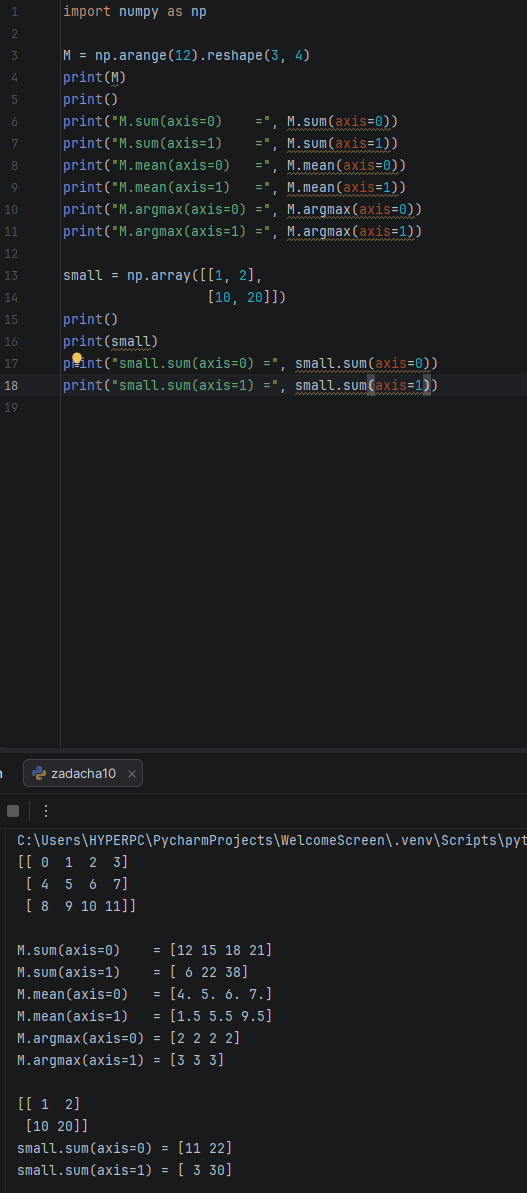 1 import numpy as np
2
3 M = np.arange(12).reshape(3, 4)
4 print(M)
5 print()
6 print("M.sum(axis=0)    =", M.sum(axis=0))
7 print("M.sum(axis=1)    =", M.sum(axis=1))
8 print("M.mean(axis=0)   =", M.mean(axis=0))
9 print("M.mean(axis=1)   =", M.mean(axis=1))
10 print("M.argmax(axis=0) =", M.argmax(axis=0))
11 print("M.argmax(axis=1) =", M.argmax(axis=1))
12
13 small = np.array([[1, 2],
14                   [10, 20]])
15 print()
16 print(small)
17 print("small.sum(axis=0) =", small.sum(axis=0))
18 print("small.sum(axis=1) =", small.sum(axis=1))
19
zadacha10
C:\Users\HYPERPC\PycharmProjects\WelcomeScreen\.venv\Scripts\pyt
[[ 0  1  2  3]
 [ 4  5  6  7]
 [ 8  9 10 11]]
M.sum(axis=0)    = [12 15 18 21]
M.sum(axis=1)    = [ 6 22 38]
M.mean(axis=0)   = [4. 5. 6. 7.]
M.mean(axis=1)   = [1.5 5.5 9.5]
M.argmax(axis=0) = [2 2 2 2]
M.argmax(axis=1) = [3 3 3]
[[ 1  2]
 [10 20]]
small.sum(axis=0) = [11 22]
small.sum(axis=1) = [ 3 30]